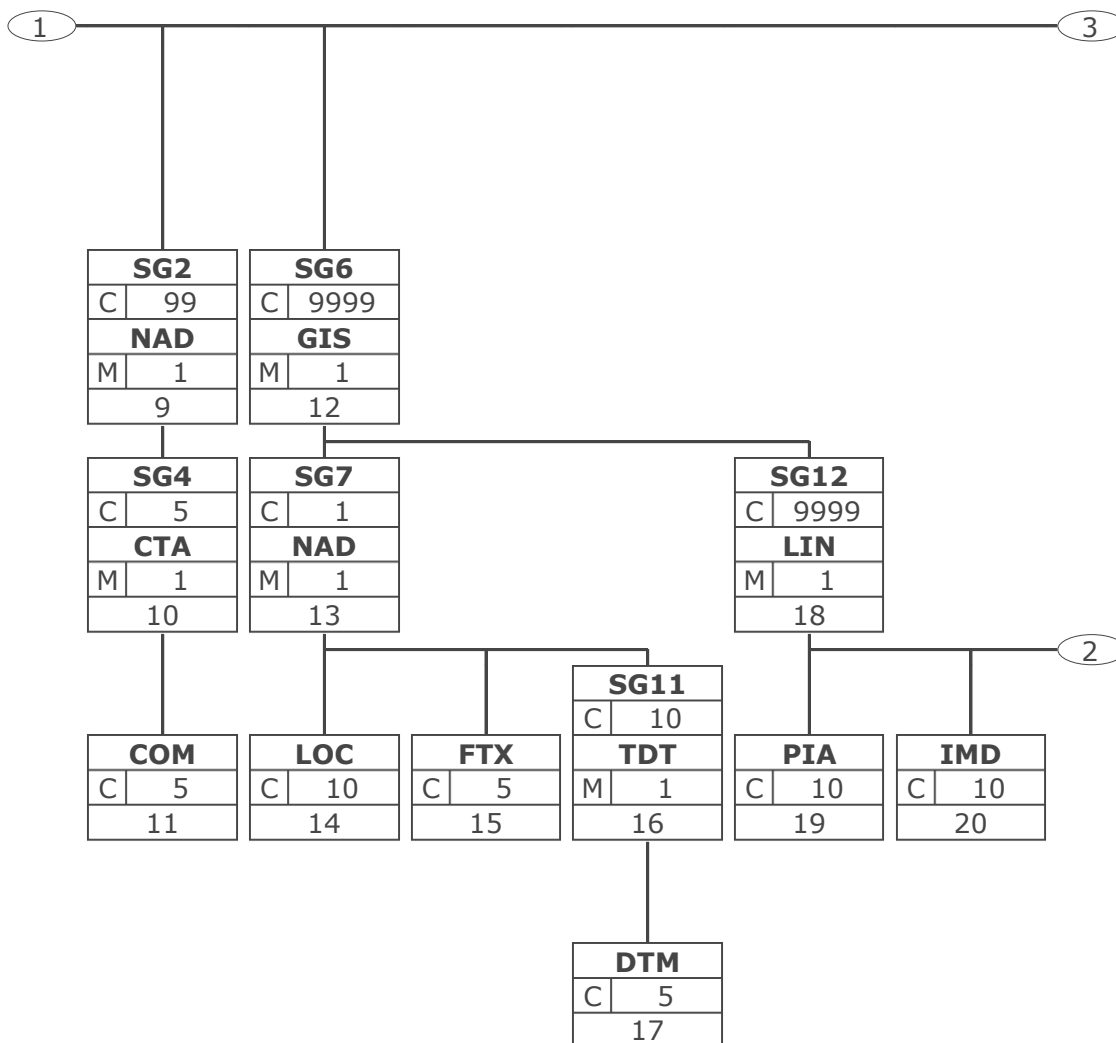 1
3
SG2
C 99
NAD
M 1
9
SG6
C 9999
GIS
M 1
12
SG4
C 5
CTA
M 1
10
SG7
C 1
NAD
M 1
13
SG12
C 9999
LIN
M 1
18
2
COM
C 5
11
LOC
C 10
14
FTX
C 5
15
SG11
C 10
TDT
M 1
16
PIA
C 10
19
IMD
C 10
20
DTM
C 5
17